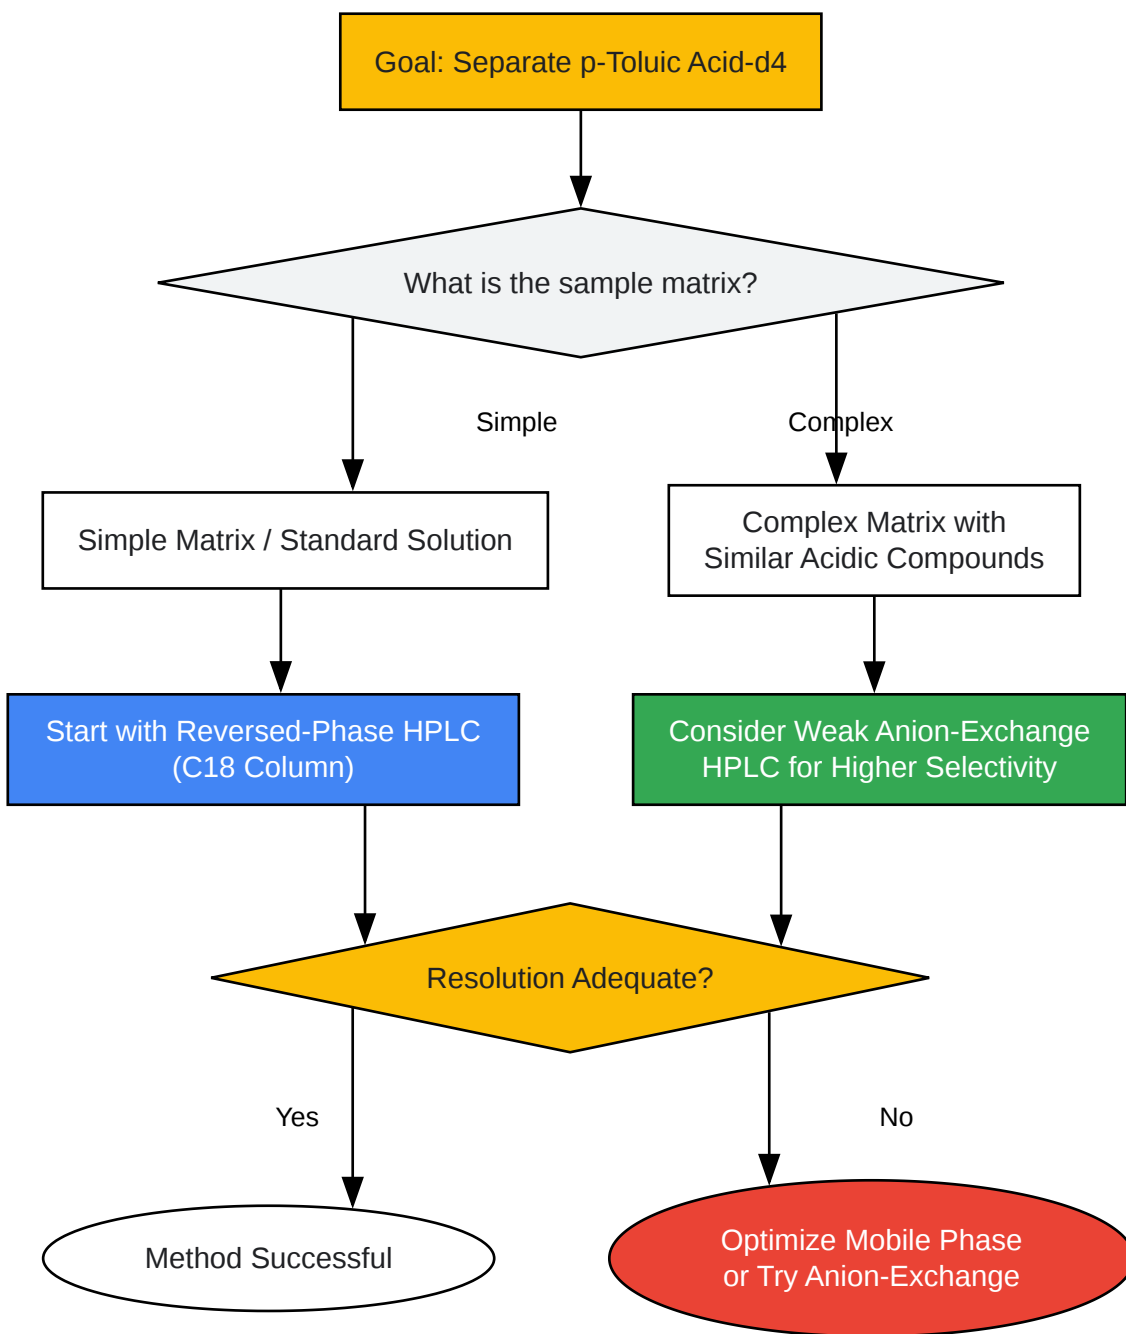 Goal: Separate p-Toluic Acid-d4
What is the sample matrix?
Simple
Complex
Simple Matrix / Standard Solution
Complex Matrix with
Similar Acidic Compounds
Start with Reversed-Phase HPLC
(C18 Column)
Consider Weak Anion-Exchange
HPLC for Higher Selectivity
Resolution Adequate?
Yes
No
Method Successful
Optimize Mobile Phase
or Try Anion-Exchange